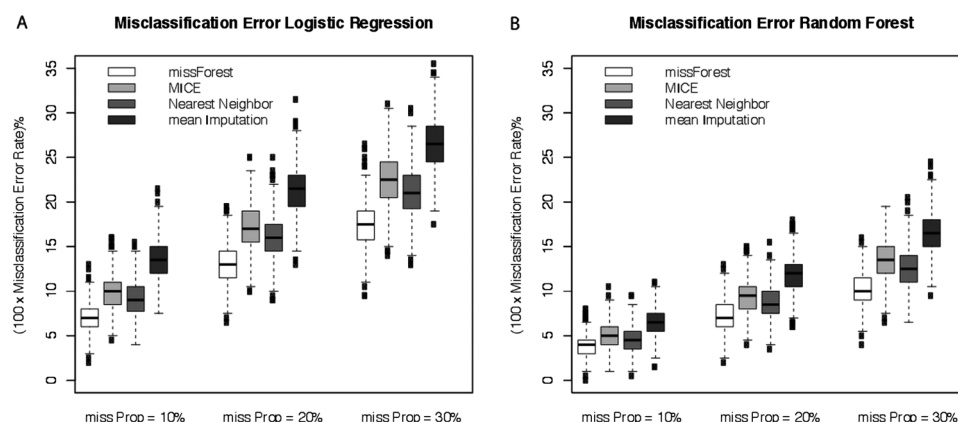 A
Misclassification Error Logistic Regression
(100 x Misclassification Error Rate)%
35
30
25
20
15
10
5
0
missForest
MICE
Nearest Neighbor
mean Imputation
miss Prop = 10%
miss Prop = 20%
miss Prop = 30%
B
Misclassification Error Random Forest
(100 x Misclassification Error Rate)%
35
30
25
20
15
10
5
0
missForest
MICE
Nearest Neighbor
mean Imputation
miss Prop = 10%
miss Prop = 20%
miss Prop = 30%